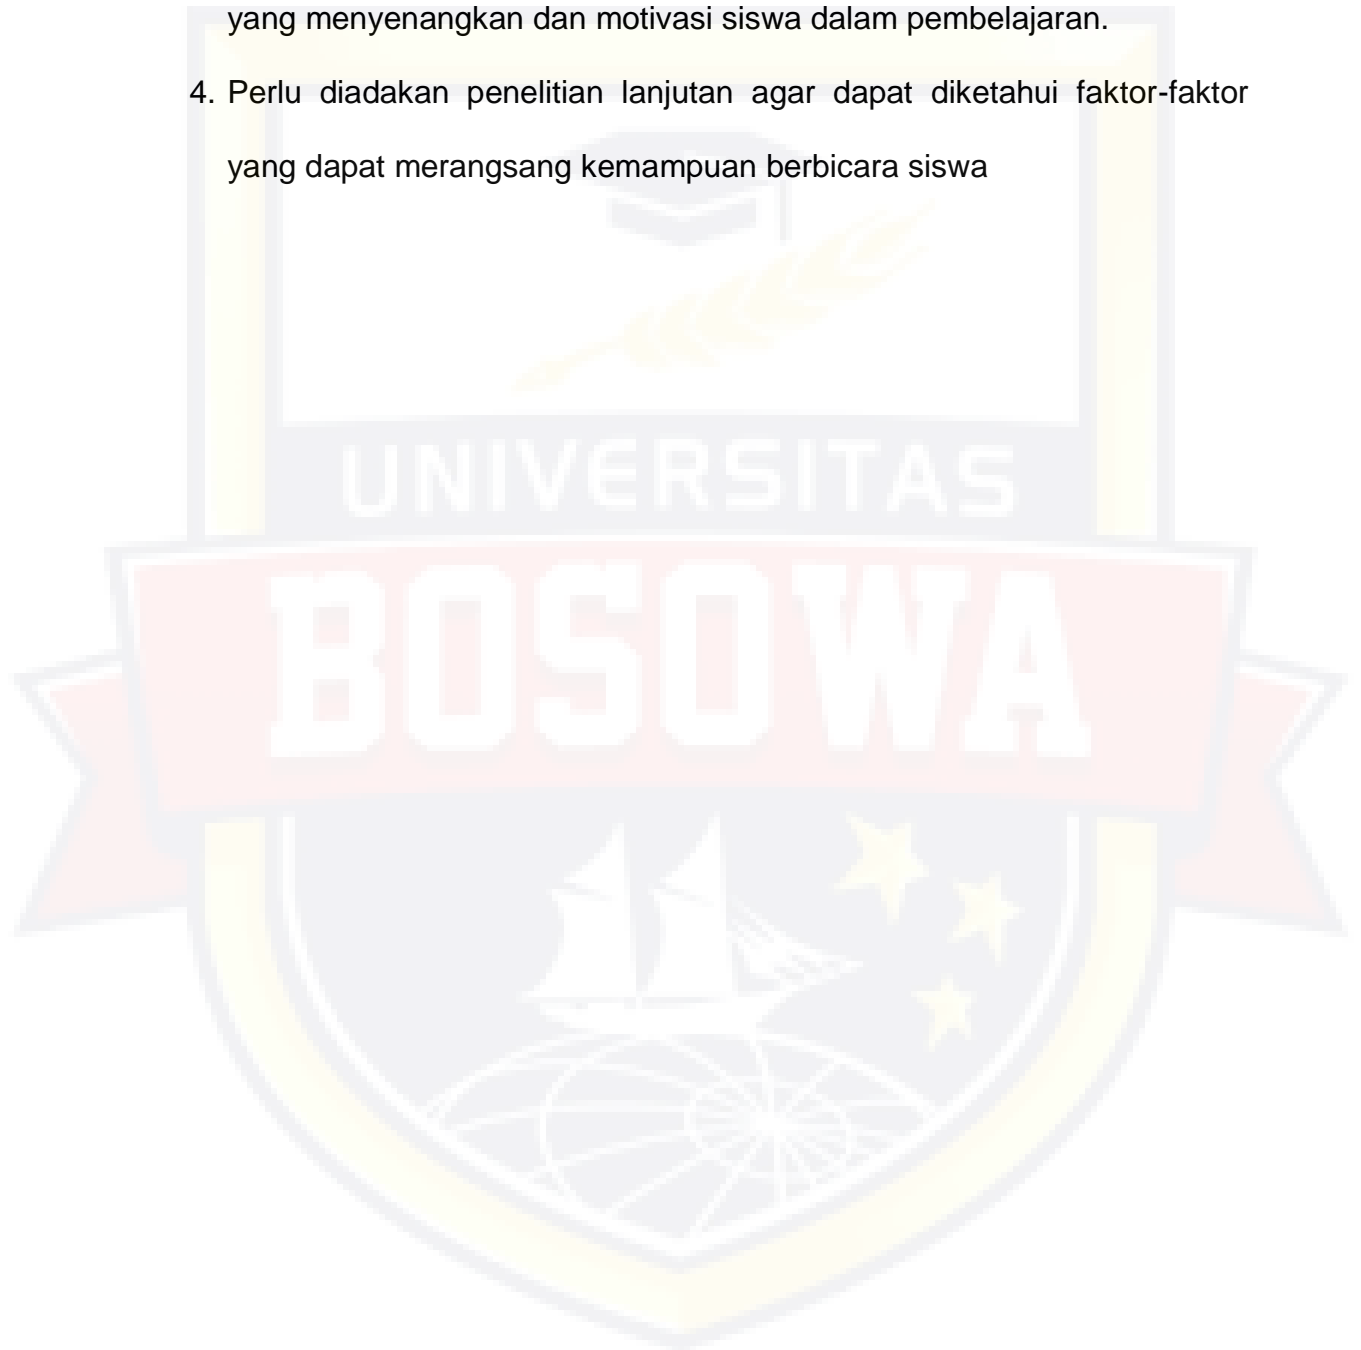 yang menyenangkan dan motivasi siswa dalam pembelajaran.
4. Perlu diadakan penelitian lanjutan agar dapat diketahui faktor-faktor
yang dapat merangsang kemampuan berbicara siswa
UNIVERSITAS
BOSOWA